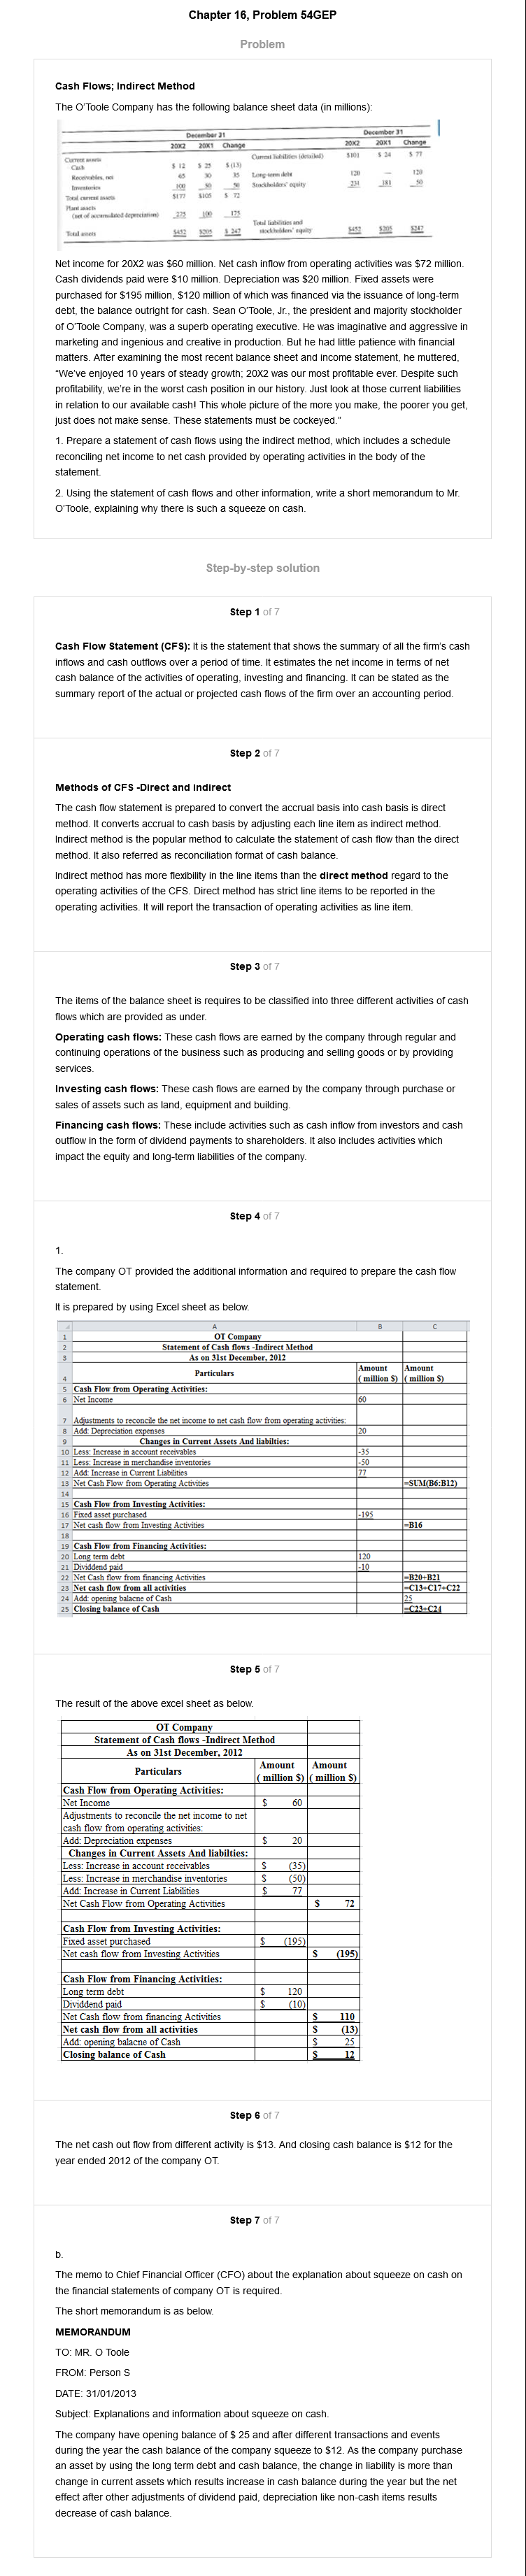 Chapter 16, Problem 54GEP
Problem
Cash Flows; Indirect Method
The O'Toole Company has the following balance sheet data (in millions):
December 31 December 31
20X2 20X1 Change 20X2 20X1 Change
Current assets Current liabilities (detailed) $101 $ 24 $ 77
Cash $ 12 $ 25 $(13)
Receivables, net 65 30 35 Long-term debt 120 — 120
Inventories 100 50 50 Stockholders' equity 231 181 50
Total current assets $177 $105 $ 72
Plant assets
(net of accumulated depreciation) 275 100 175
Total liabilities and
Total assets $452 $205 $ 247 stockholders' equity $452 $205 $247
Net income for 20X2 was $60 million. Net cash inflow from operating activities was $72 million.
Cash dividends paid were $10 million. Depreciation was $20 million. Fixed assets were
purchased for $195 million, $120 million of which was financed via the issuance of long-term
debt, the balance outright for cash. Sean O'Toole, Jr., the president and majority stockholder
of O'Toole Company, was a superb operating executive. He was imaginative and aggressive in
marketing and ingenious and creative in production. But he had little patience with financial
matters. After examining the most recent balance sheet and income statement, he muttered,
"We've enjoyed 10 years of steady growth; 20X2 was our most profitable ever. Despite such
profitability, we're in the worst cash position in our history. Just look at those current liabilities
in relation to our available cash! This whole picture of the more you make, the poorer you get,
just does not make sense. These statements must be cockeyed."
1. Prepare a statement of cash flows using the indirect method, which includes a schedule
reconciling net income to net cash provided by operating activities in the body of the
statement.
2. Using the statement of cash flows and other information, write a short memorandum to Mr.
O'Toole, explaining why there is such a squeeze on cash.
Step-by-step solution
Step 1 of 7
Cash Flow Statement (CFS): It is the statement that shows the summary of all the firm's cash
inflows and cash outflows over a period of time. It estimates the net income in terms of net
cash balance of the activities of operating, investing and financing. It can be stated as the
summary report of the actual or projected cash flows of the firm over an accounting period.
Step 2 of 7
Methods of CFS -Direct and indirect
The cash flow statement is prepared to convert the accrual basis into cash basis is direct
method. It converts accrual to cash basis by adjusting each line item as indirect method.
Indirect method is the popular method to calculate the statement of cash flow than the direct
method. It also referred as reconciliation format of cash balance.
Indirect method has more flexibility in the line items than the direct method regard to the
operating activities of the CFS. Direct method has strict line items to be reported in the
operating activities. It will report the transaction of operating activities as line item.
Step 3 of 7
The items of the balance sheet is requires to be classified into three different activities of cash
flows which are provided as under.
Operating cash flows: These cash flows are earned by the company through regular and
continuing operations of the business such as producing and selling goods or by providing
services.
Investing cash flows: These cash flows are earned by the company through purchase or
sales of assets such as land, equipment and building.
Financing cash flows: These include activities such as cash inflow from investors and cash
outflow in the form of dividend payments to shareholders. It also includes activities which
impact the equity and long-term liabilities of the company.
Step 4 of 7
1.
The company OT provided the additional information and required to prepare the cash flow
statement.
It is prepared by using Excel sheet as below.
A B C
1 OT Company
2 Statement of Cash flows -Indirect Method
3 As on 31st December, 2012
4 Particulars Amount ( million $) Amount ( million $)
5 Cash Flow from Operating Activities:
6 Net Income 60
7 Adjustments to reconcile the net income to net cash flow from operating activities:
8 Add: Depreciation expenses 20
9 Changes in Current Assets And liabilties:
10 Less: Increase in account receivables -35
11 Less: Increase in merchandise inventories -50
12 Add: Increase in Current Liabilities 77
13 Net Cash Flow from Operating Activities =SUM(B6:B12)
14
15 Cash Flow from Investing Activities:
16 Fixed asset purchased -195
17 Net cash flow from Investing Activities =B16
18
19 Cash Flow from Financing Activities:
20 Long term debt 120
21 Dividdend paid -10
22 Net Cash flow from financing Activities =B20+B21
23 Net cash flow from all activities =C13+C17+C22
24 Add: opening balacne of Cash 25
25 Closing balance of Cash =C23+C24
Step 5 of 7
The result of the above excel sheet as below.
OT Company
Statement of Cash flows -Indirect Method
As on 31st December, 2012
Particulars Amount ( million $) Amount ( million $)
Cash Flow from Operating Activities:
Net Income $ 60
Adjustments to reconcile the net income to net
cash flow from operating activities:
Add: Depreciation expenses $ 20
Changes in Current Assets And liabilties:
Less: Increase in account receivables $ (35)
Less: Increase in merchandise inventories $ (50)
Add: Increase in Current Liabilities $ 77
Net Cash Flow from Operating Activities $ 72
Cash Flow from Investing Activities:
Fixed asset purchased $ (195)
Net cash flow from Investing Activities $ (195)
Cash Flow from Financing Activities:
Long term debt $ 120
Dividdend paid $ (10)
Net Cash flow from financing Activities $ 110
Net cash flow from all activities $ (13)
Add: opening balacne of Cash $ 25
Closing balance of Cash $ 12
Step 6 of 7
The net cash out flow from different activity is $13. And closing cash balance is $12 for the
year ended 2012 of the company OT.
Step 7 of 7
b.
The memo to Chief Financial Officer (CFO) about the explanation about squeeze on cash on
the financial statements of company OT is required.
The short memorandum is as below.
MEMORANDUM
TO: MR. O Toole
FROM: Person S
DATE: 31/01/2013
Subject: Explanations and information about squeeze on cash.
The company have opening balance of $ 25 and after different transactions and events
during the year the cash balance of the company squeeze to $12. As the company purchase
an asset by using the long term debt and cash balance, the change in liability is more than
change in current assets which results increase in cash balance during the year but the net
effect after other adjustments of dividend paid, depreciation like non-cash items results
decrease of cash balance.